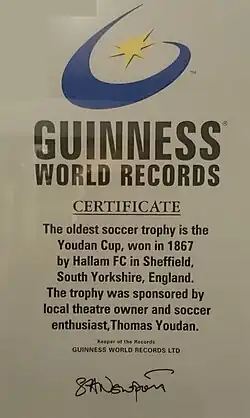 GUINNESS®
WORLD RECORDS
CERTIFICATE
The oldest soccer trophy is the
Youdan Cup, won in 1867
by Hallam FC in Sheffield,
South Yorkshire, England.
The trophy was sponsored by
local theatre owner and soccer
enthusiast,Thomas Youdan.
Keeper of the Records
GUINNESS WORLD RECORDS LTD